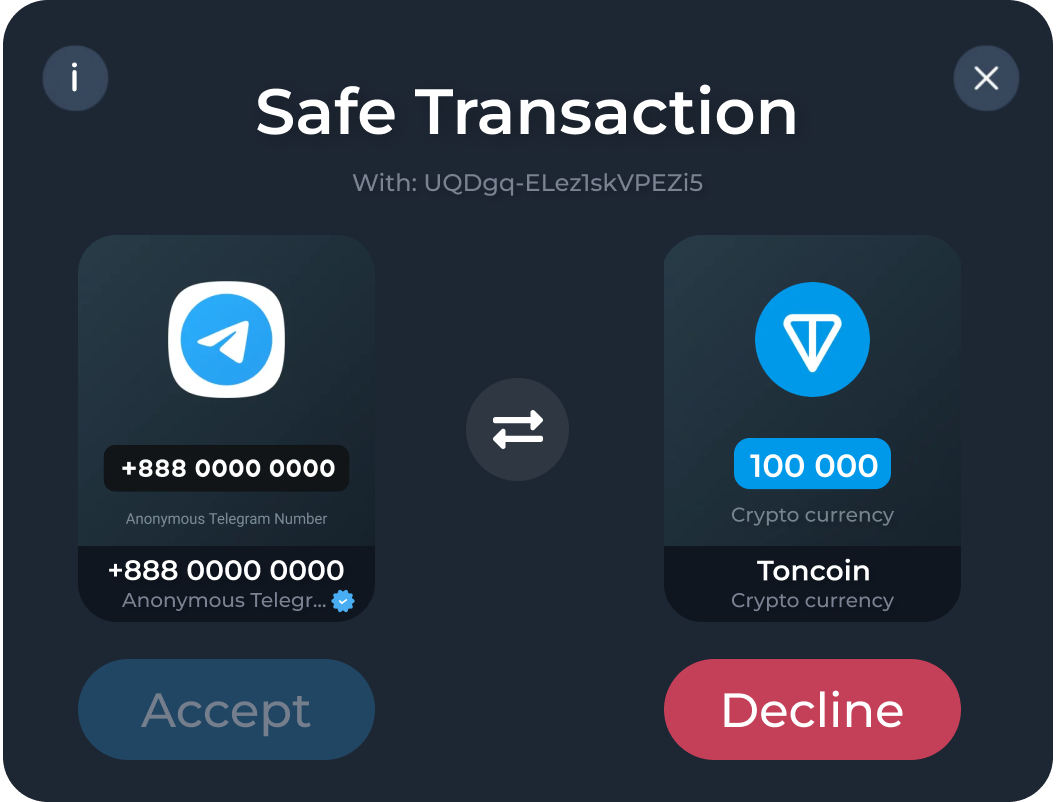 i
Safe Transaction
With: UQDgq-ELez1skVPEZi5
+888 0000 0000
Anonymous Telegram Number
+888 0000 0000
Anonymous Telegr...
100 000
Crypto currency
Toncoin
Crypto currency
Accept
Decline